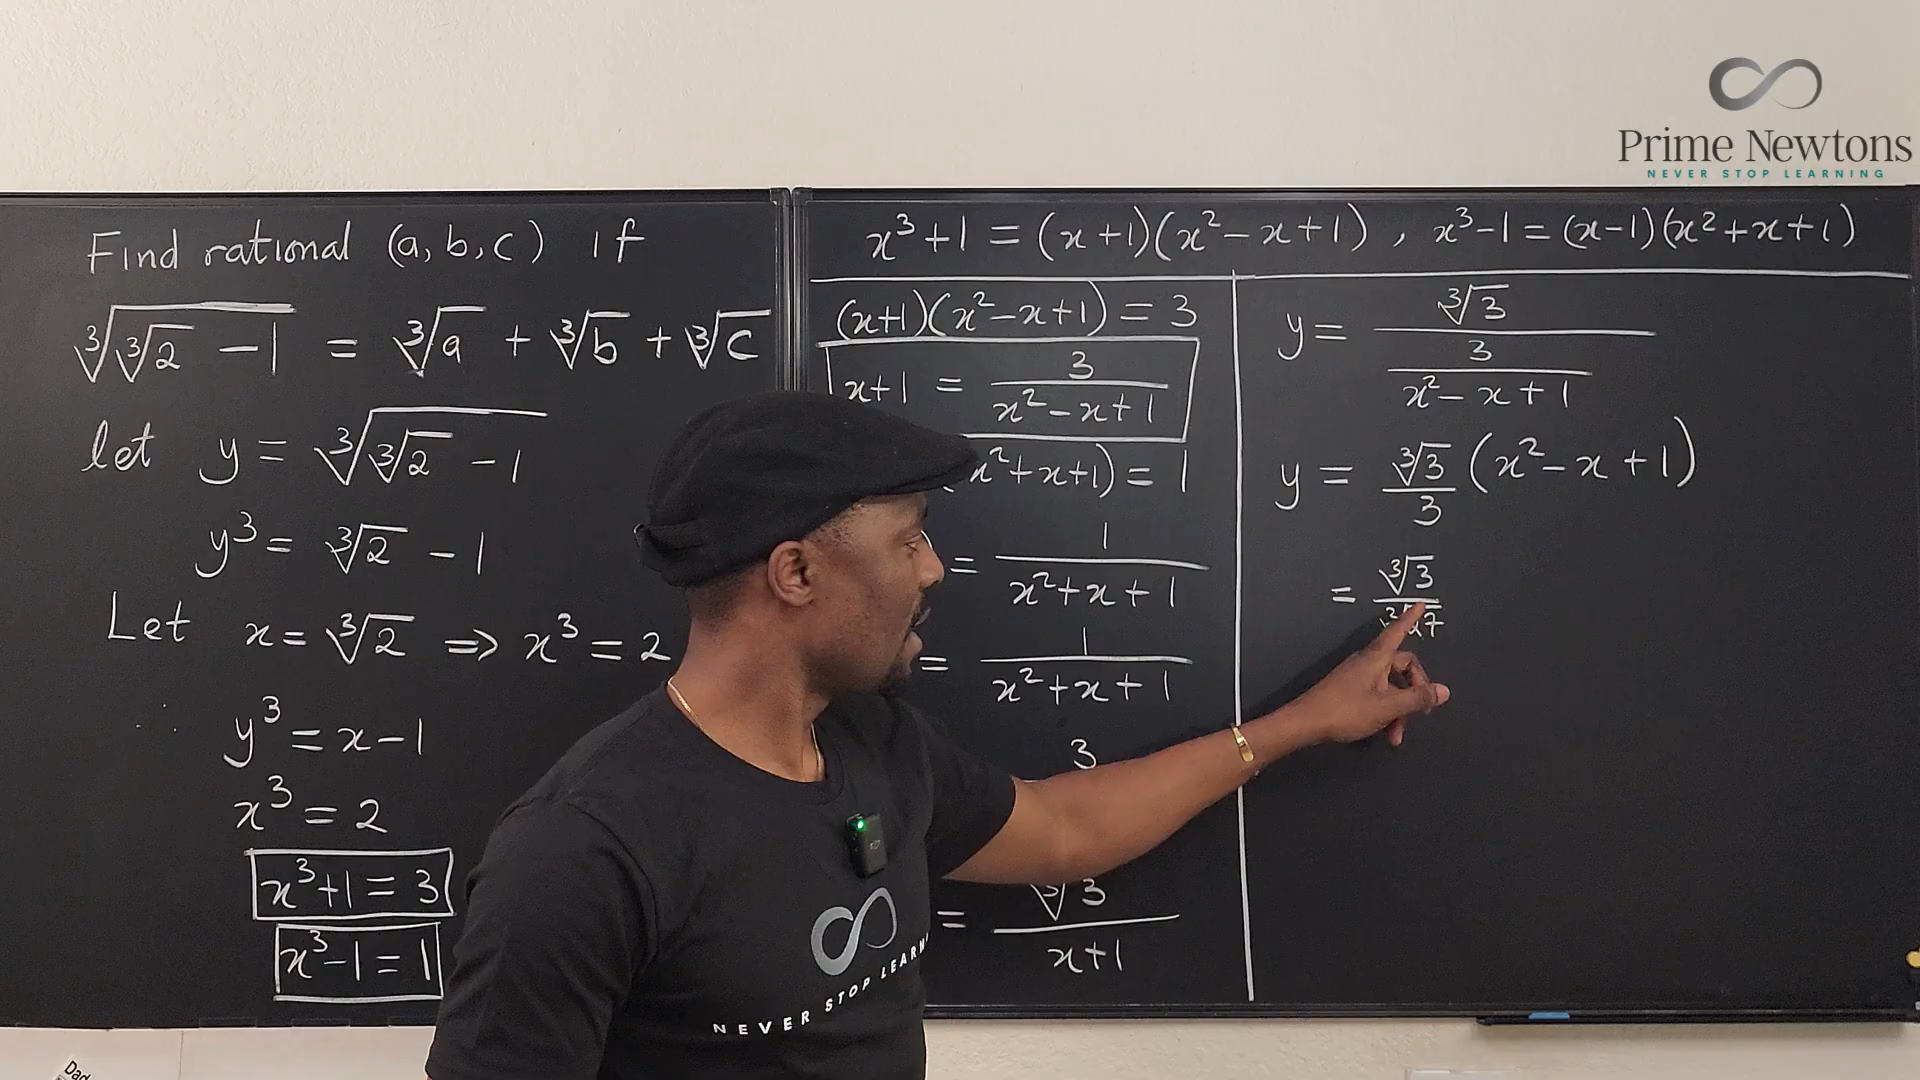 Prime Newtons
NEVER STOP LEARNING
Find rational (a, b, c) if
∛(∛2 - 1) = ∛a + ∛b + ∛c
let y = ∛(∛2 - 1)
y³ = ∛2 - 1
Let x = ∛2 ⇒ x³ = 2
∴ y³ = x - 1
x³ = 2
x³ + 1 = 3
x³ - 1 = 1
x³ + 1 = (x + 1)(x² - x + 1), x³ - 1 = (x - 1)(x² + x + 1)
(x + 1)(x² - x + 1) = 3
x + 1 = 3/(x² - x + 1)
x² + x + 1) = 1
= 1/(x² + x + 1)
= 1/(x² + x + 1)
3
= ∛3/(x + 1)
y = ∛3/(3/(x² - x + 1))
y = ∛3/3 (x² - x + 1)
= ∛3/∛27
NEVER STOP LEARN
Dad